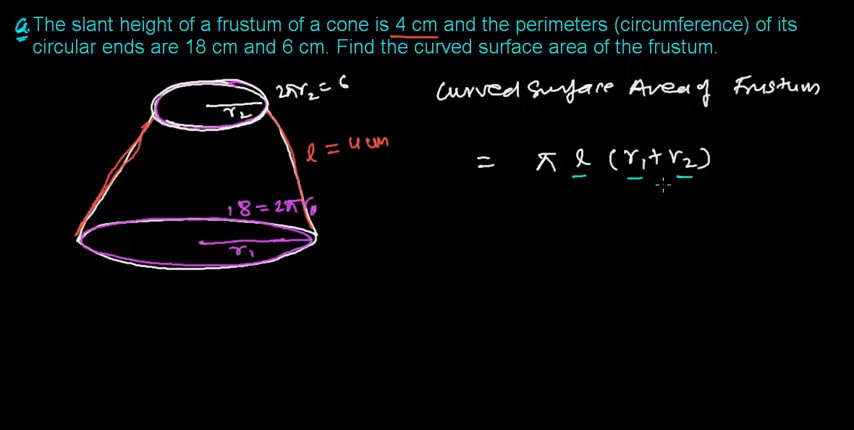 Q. The slant height of a frustum of a cone is 4 cm and the perimeters (circumference) of its
circular ends are 18 cm and 6 cm. Find the curved surface area of the frustum.
2πr₂ = 6
r₂
l = 4 cm
18 = 2πr₁
r₁
Curved Surface Area of Frustum
= π l (r₁ + r₂)